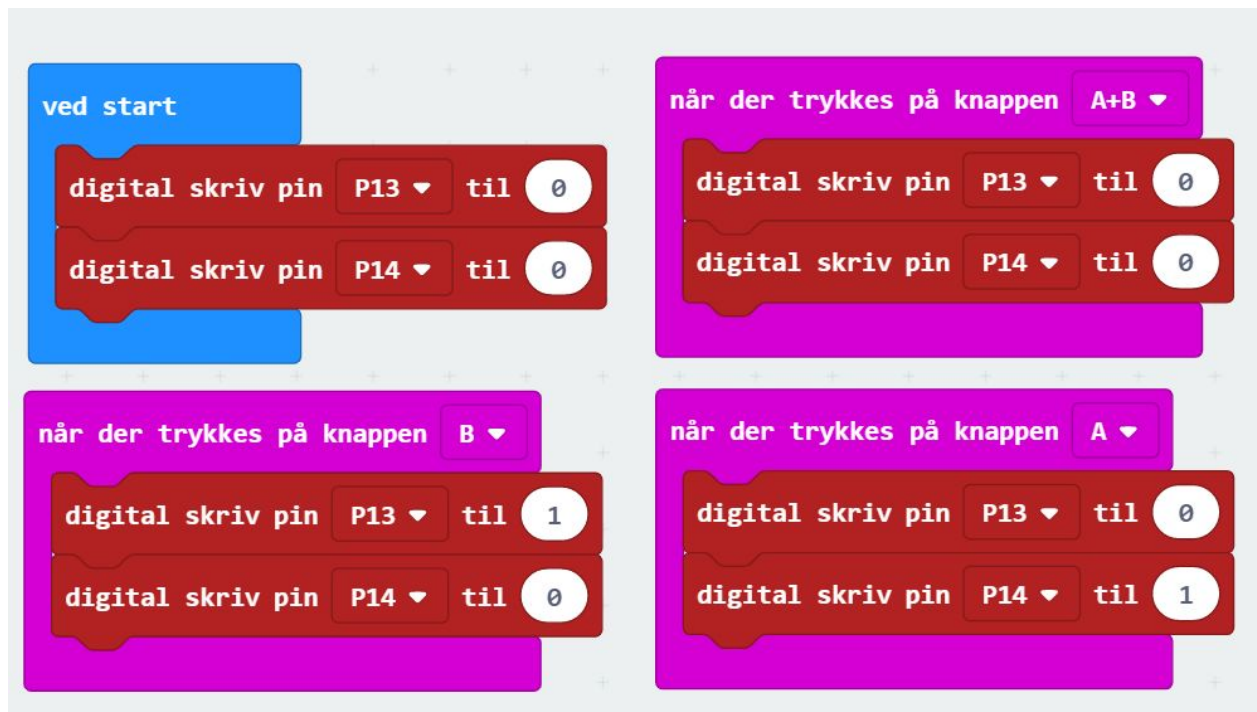 ved start
digital skriv pin P13 til 0
digital skriv pin P14 til 0
når der trykkes på knappen A+B
digital skriv pin P13 til 0
digital skriv pin P14 til 0
når der trykkes på knappen B
digital skriv pin P13 til 1
digital skriv pin P14 til 0
når der trykkes på knappen A
digital skriv pin P13 til 0
digital skriv pin P14 til 1